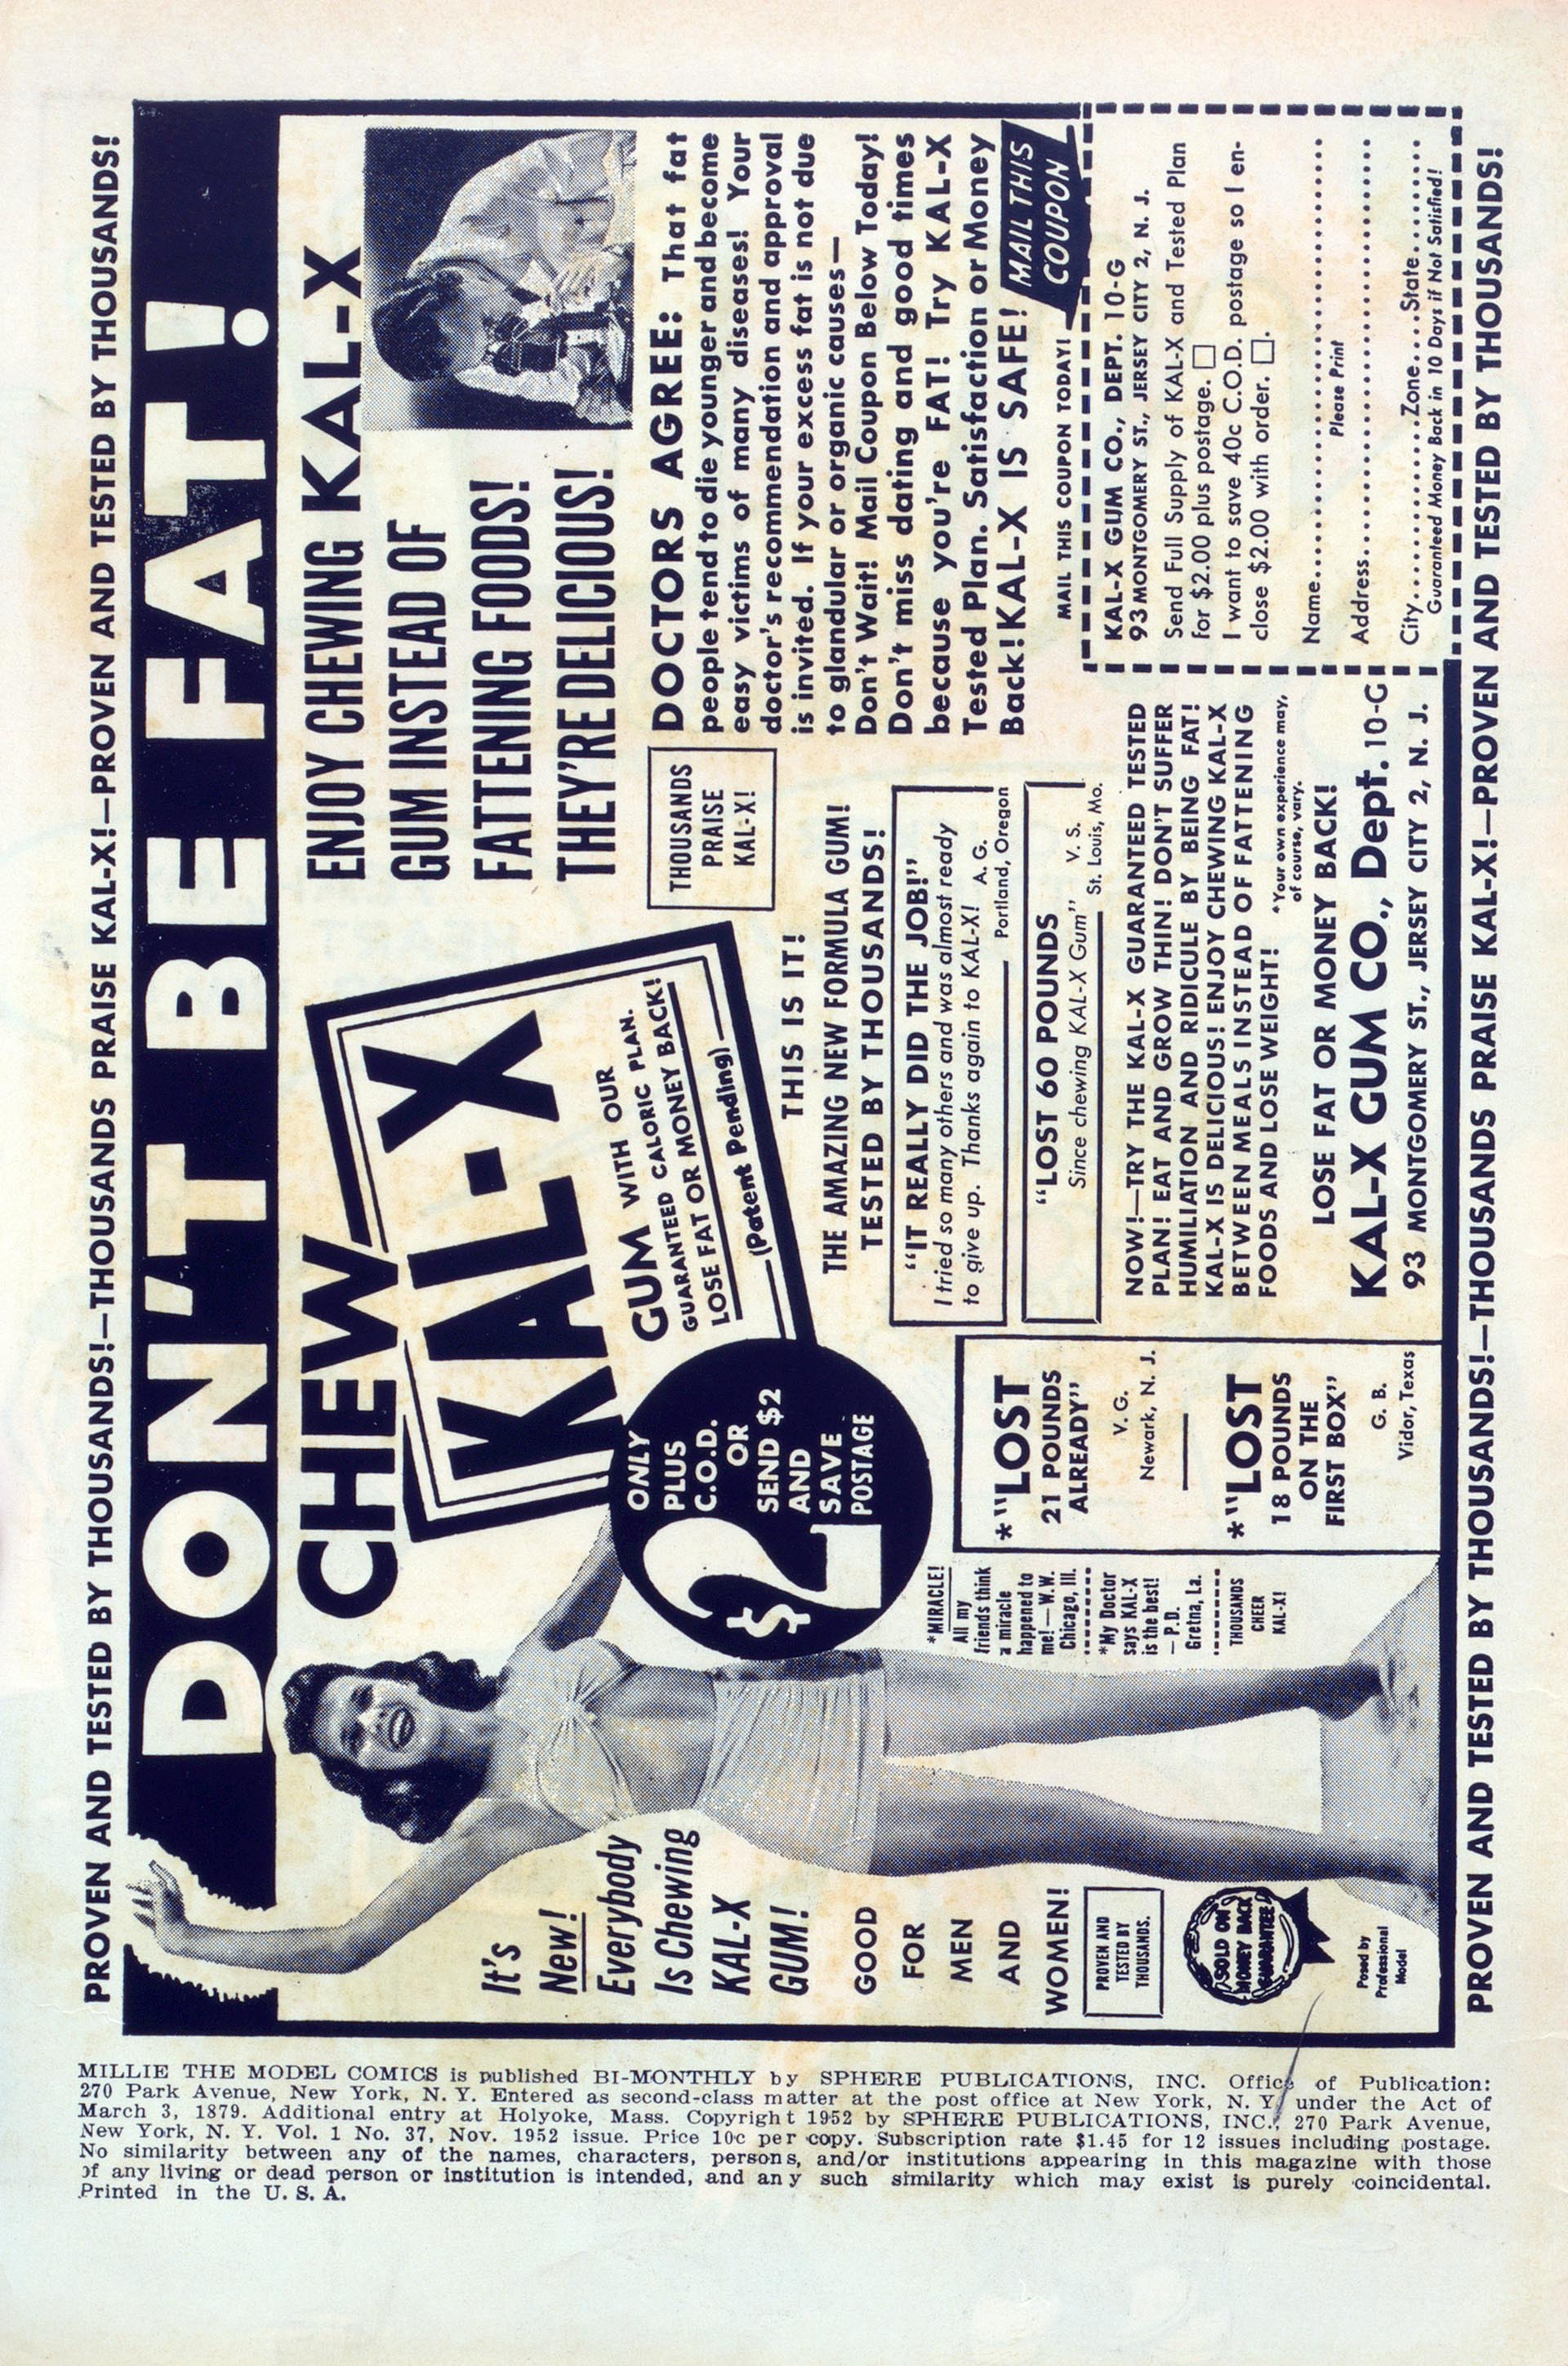 PROVEN AND TESTED BY THOUSANDS!—THOUSANDS PRAISE KAL-X!—PROVEN AND TESTED BY THOUSANDS!
DON'T BE FAT!
It's
New!
Everybody
Is Chewing
KAL-X
GUM!
GOOD
FOR
MEN
AND
WOMEN!
PROVEN AND
TESTED BY
THOUSANDS.
SOLD ON
MONEY BACK
GUARANTEE
Posed by
Professional
Model
CHEW
KAL-X
GUM WITH OUR
GUARANTEED CALORIC PLAN.
LOSE FAT OR MONEY BACK!
(Patent Pending)
$2
ONLY
PLUS
C.O.D.
OR
SEND $2
AND
SAVE
POSTAGE
*MIRACLE!
All my
friends think
a miracle
happened to
me! — W.W.
Chicago, Ill.
*My Doctor
says KAL-X
is the best!
— P.D.
Gretna, La.
THOUSANDS
CHEER
KAL-X!
*"LOST
21 POUNDS
ALREADY"
V. G.
Newark, N. J.
*"LOST
18 POUNDS
ON THE
FIRST BOX"
G. B.
Vidor, Texas
ENJOY CHEWING KAL-X
GUM INSTEAD OF
FATTENING FOODS!
THEY'RE DELICIOUS!
THOUSANDS
PRAISE
KAL-X!
THIS IS IT!
THE AMAZING NEW FORMULA GUM!
TESTED BY THOUSANDS!
"IT REALLY DID THE JOB!"
I tried so many others and was almost ready
to give up. Thanks again to KAL-X! A. G.
Portland, Oregon
"LOST 60 POUNDS
Since chewing KAL-X Gum" V. S.
St. Louis, Mo.
NOW!—TRY THE KAL-X GUARANTEED TESTED
PLAN! EAT AND GROW THIN! DON'T SUFFER
HUMILIATION AND RIDICULE BY BEING FAT!
KAL-X IS DELICIOUS! ENJOY CHEWING KAL-X
BETWEEN MEALS INSTEAD OF FATTENING
FOODS AND LOSE WEIGHT!
*Your own experience may,
of course, vary.
LOSE FAT OR MONEY BACK!
KAL-X GUM CO., Dept. 10-G
93 MONTGOMERY ST., JERSEY CITY 2, N. J.
DOCTORS AGREE: That fat
people tend to die younger and become
easy victims of many diseases! Your
doctor's recommendation and approval
is invited. If your excess fat is not due
to glandular or organic causes—
Don't Wait! Mail Coupon Below Today!
Don't miss dating and good times
because you're FAT! Try KAL-X
Tested Plan. Satisfaction or Money
Back! KAL-X IS SAFE!
MAIL THIS
COUPON
MAIL THIS COUPON TODAY!
KAL-X GUM CO., DEPT. 10-G
93 MONTGOMERY ST., JERSEY CITY 2, N. J.
Send Full Supply of KAL-X and Tested Plan
for $2.00 plus postage. □
I want to save 40c C.O.D. postage so I en-
close $2.00 with order. □.
Name
Please Print
Address
City Zone State
Guaranteed Money Back in 10 Days if Not Satisfied!
PROVEN AND TESTED BY THOUSANDS!—THOUSANDS PRAISE KAL-X!—PROVEN AND TESTED BY THOUSANDS!
MILLIE THE MODEL COMICS is published BI-MONTHLY by SPHERE PUBLICATIONS, INC. Office of Publication:
270 Park Avenue, New York, N. Y. Entered as second-class matter at the post office at New York, N. Y. under the Act of
March 3, 1879. Additional entry at Holyoke, Mass. Copyright 1952 by SPHERE PUBLICATIONS, INC., 270 Park Avenue,
New York, N. Y. Vol. 1 No. 37, Nov. 1952 issue. Price 10c per copy. Subscription rate $1.45 for 12 issues including postage.
No similarity between any of the names, characters, persons, and/or institutions appearing in this magazine with those
of any living or dead person or institution is intended, and any such similarity which may exist is purely coincidental.
Printed in the U. S. A.